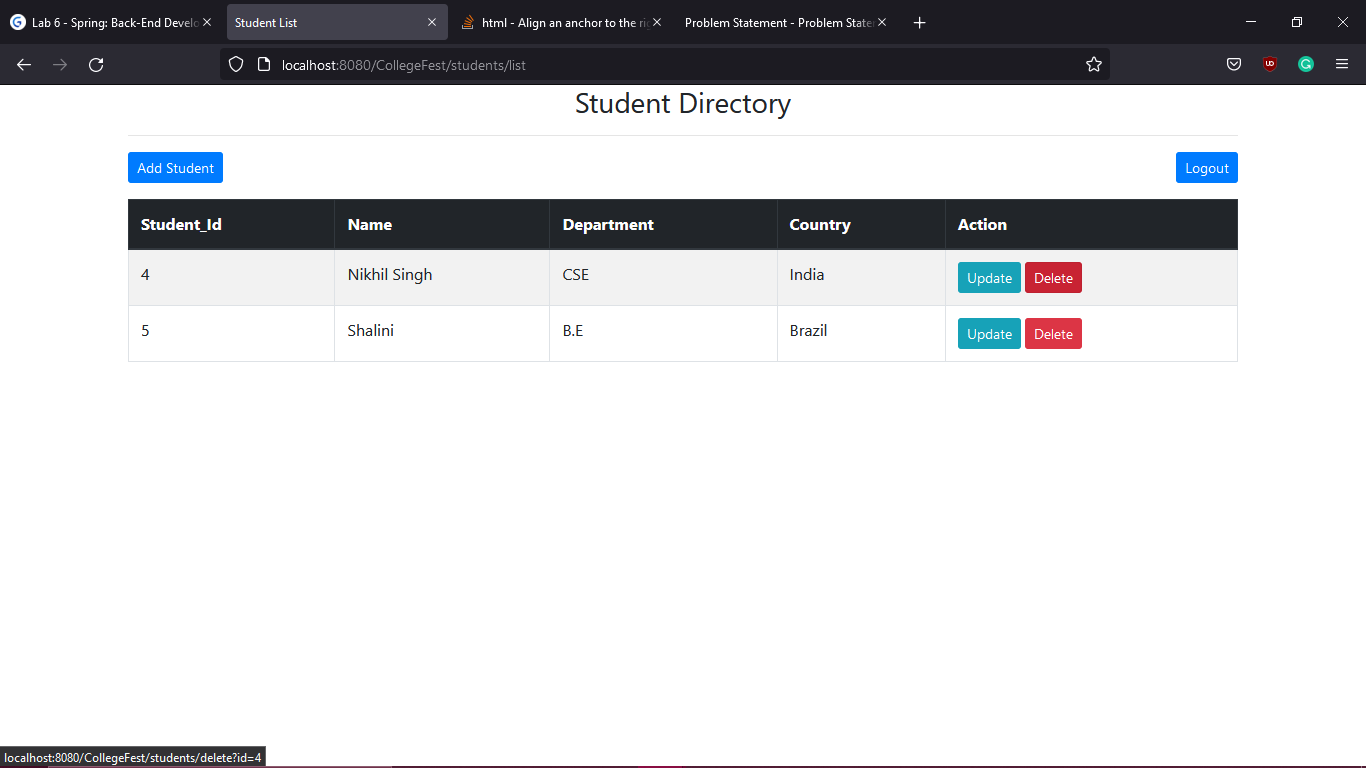 Lab 6 - Spring: Back-End Develo
Student List
html - Align an anchor to the rig
Problem Statement - Problem State
localhost:8080/CollegeFest/students/list
Student Directory
Add Student
Logout
Student_Id Name Department Country Action
4 Nikhil Singh CSE India Update Delete
5 Shalini B.E Brazil Update Delete
localhost:8080/CollegeFest/students/delete?id=4